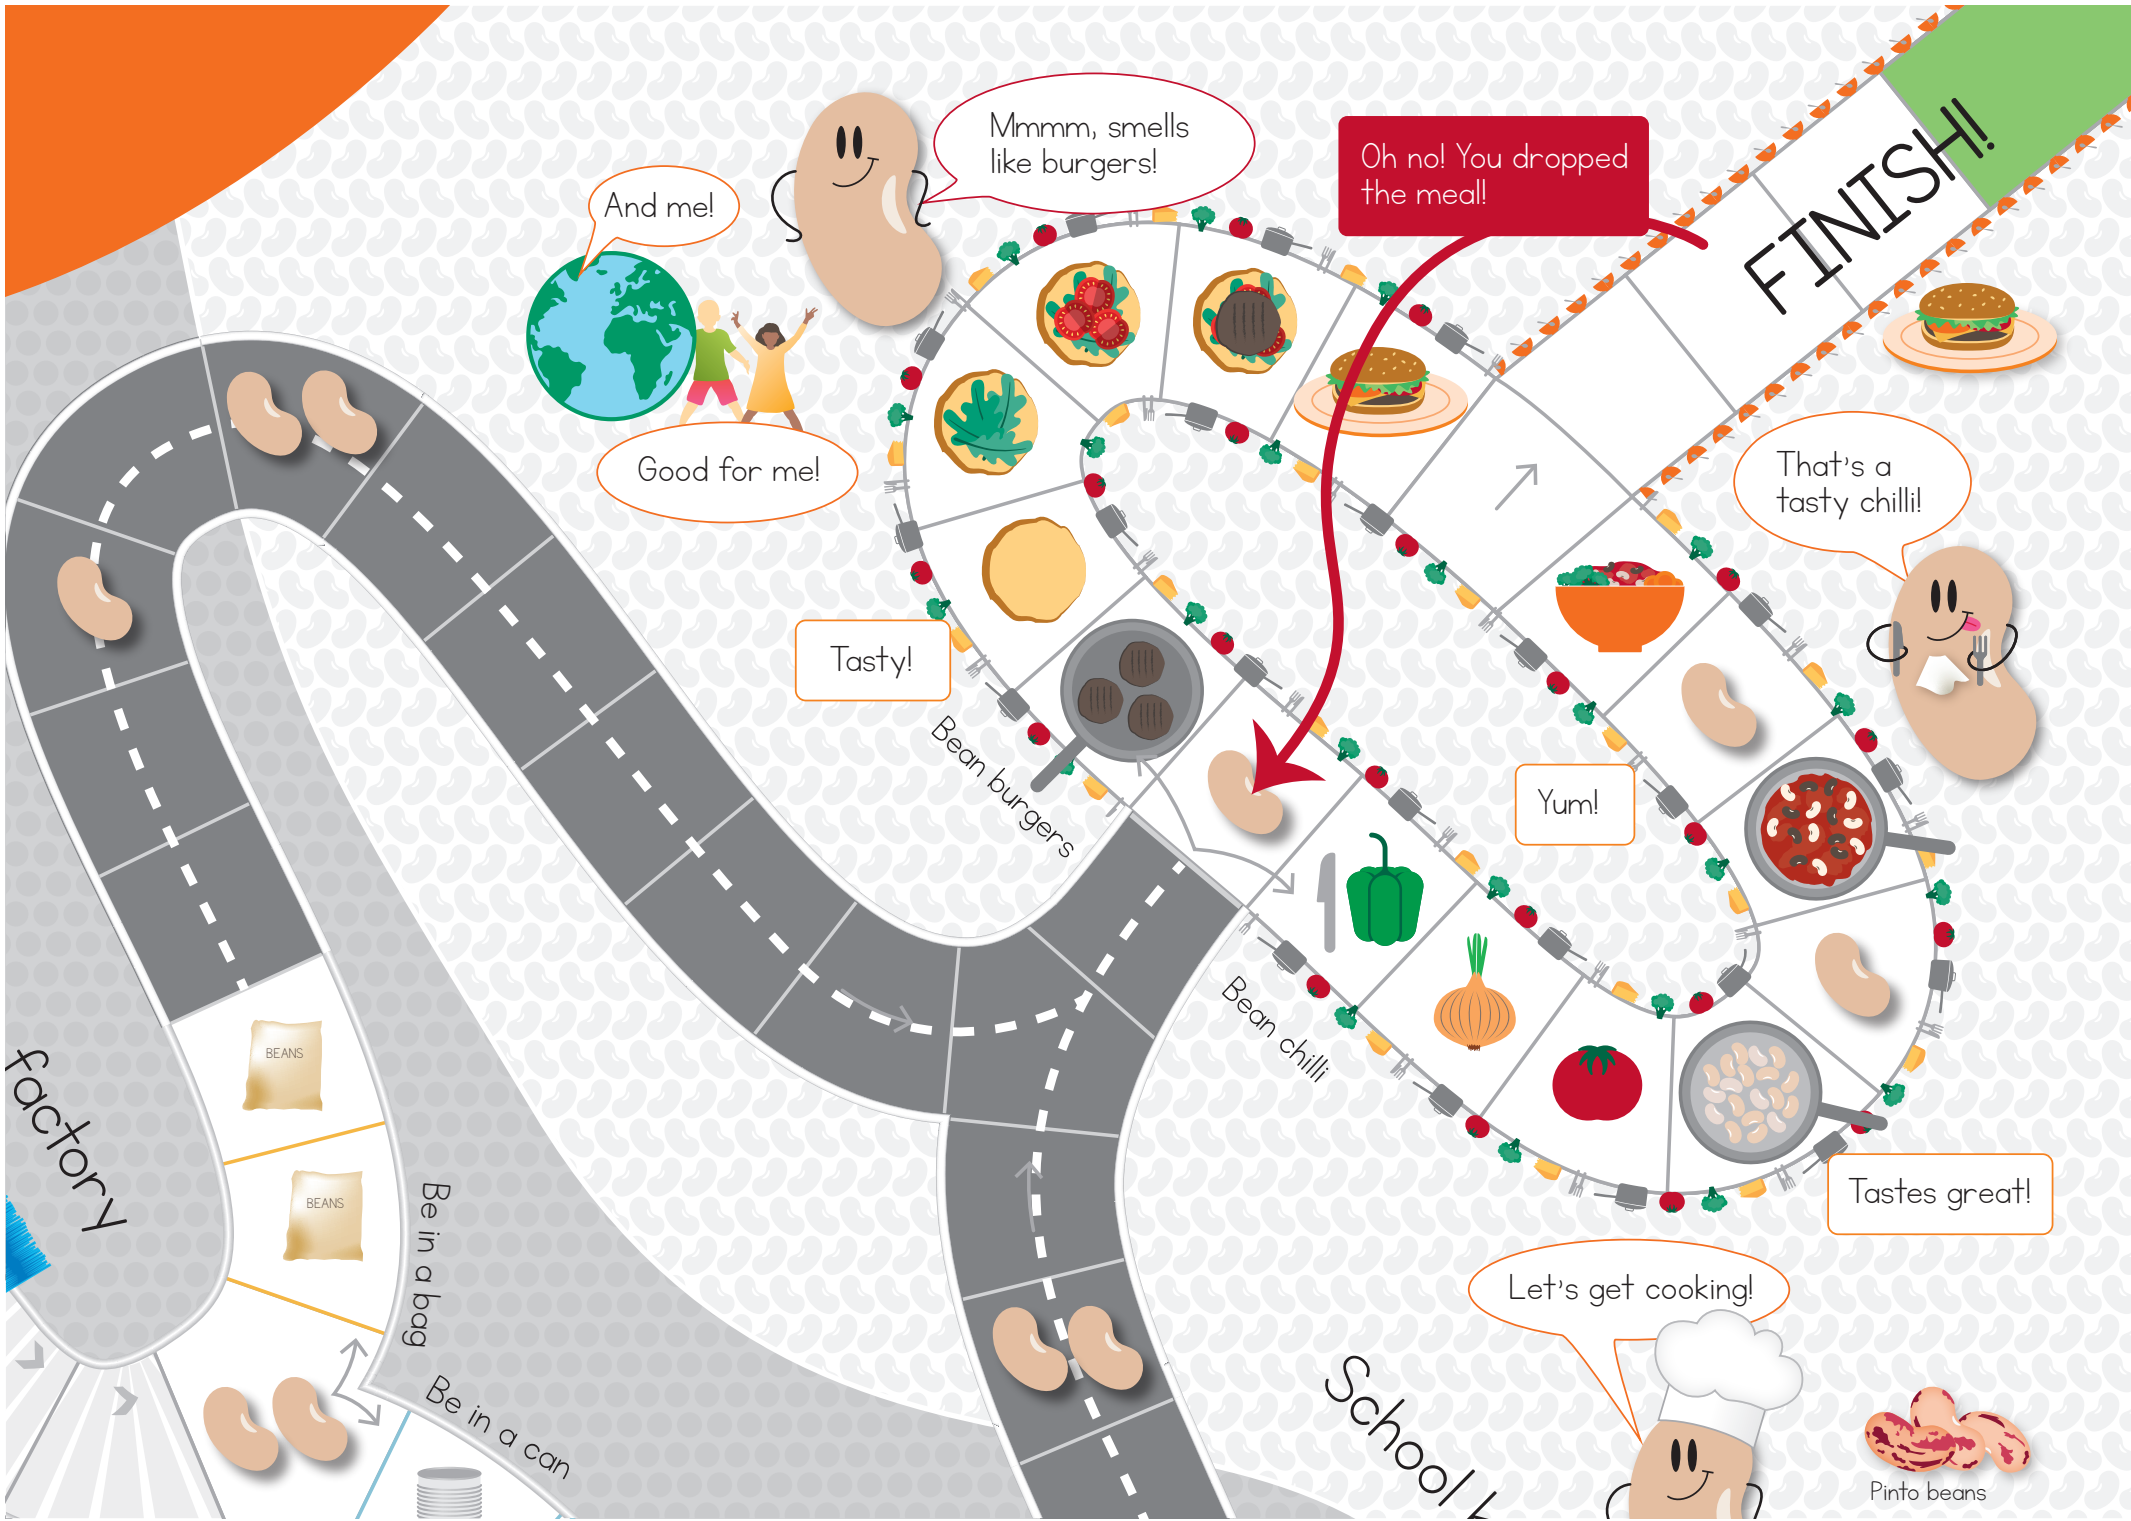 Mmmm, smells
like burgers!
Oh no! You dropped
the meal!
FINISH!
And me!
Good for me!
That's a
tasty chilli!
Tasty!
Bean burgers
Yum!
Bean chilli
BEANS
factory
BEANS
Be in a bag
Tastes great!
Let's get cooking!
Be in a can
School
Pinto beans